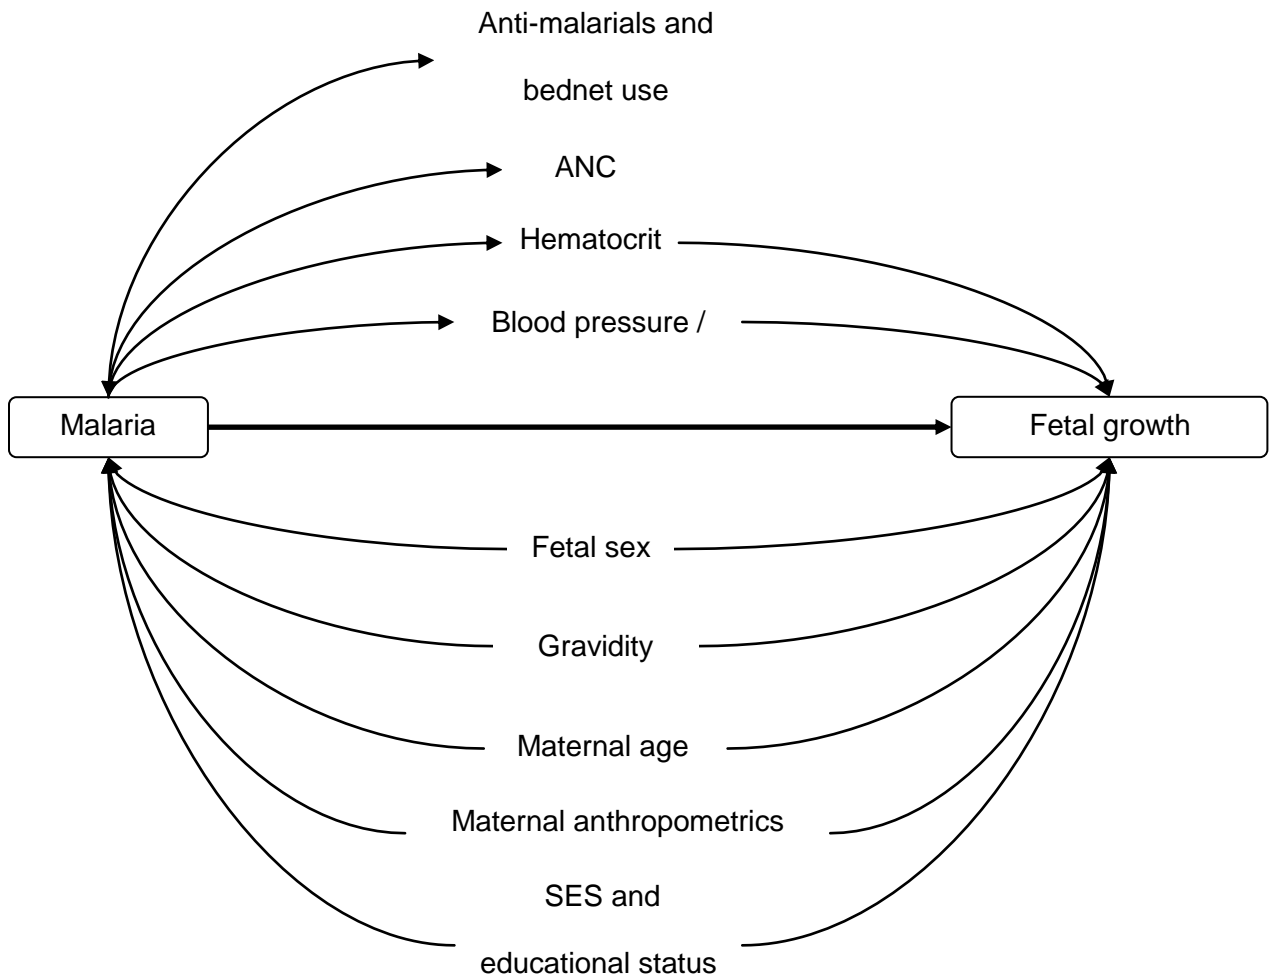 Anti-malarials and
bednet use
ANC
Hematocrit
Blood pressure /
Malaria
Fetal growth
Fetal sex
Gravidity
Maternal age
Maternal anthropometrics
SES and
educational status